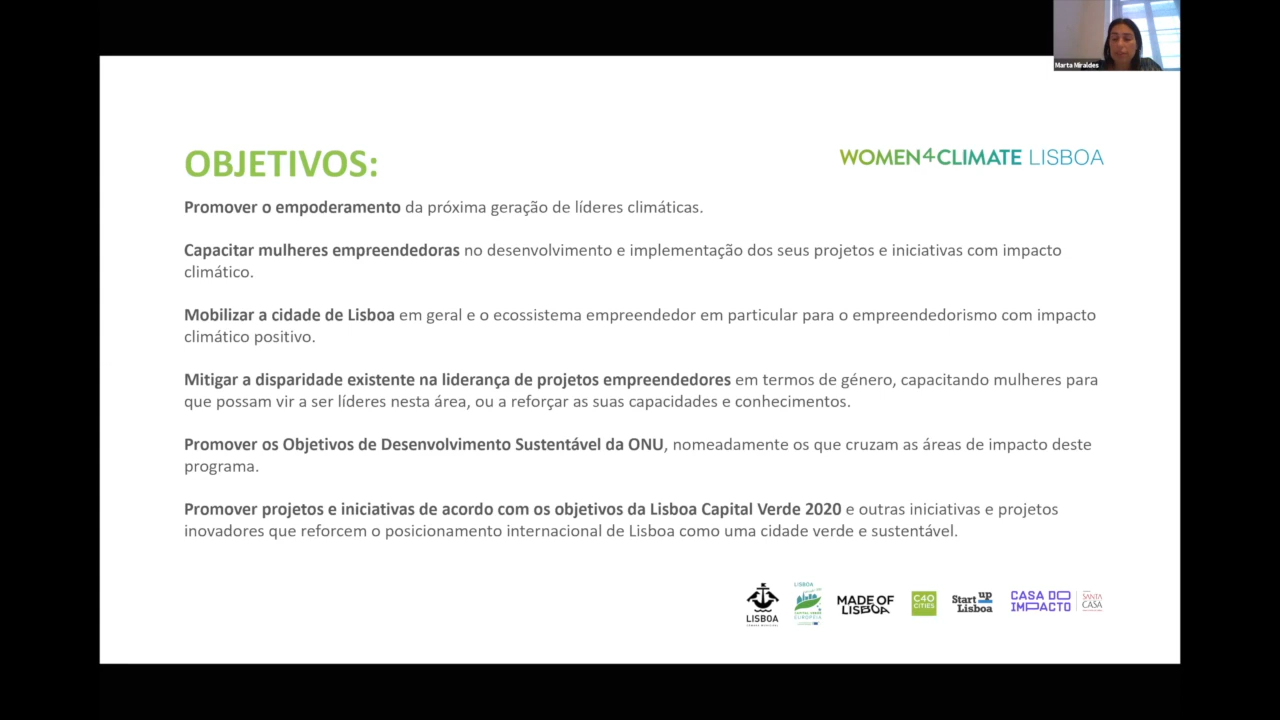 Marta Miraldes
OBJETIVOS:
WOMEN4CLIMATE LISBOA
Promover o empoderamento da próxima geração de líderes climáticas.
Capacitar mulheres empreendedoras no desenvolvimento e implementação dos seus projetos e iniciativas com impacto
climático.
Mobilizar a cidade de Lisboa em geral e o ecossistema empreendedor em particular para o empreendedorismo com impacto
climático positivo.
Mitigar a disparidade existente na liderança de projetos empreendedores em termos de género, capacitando mulheres para
que possam vir a ser líderes nesta área, ou a reforçar as suas capacidades e conhecimentos.
Promover os Objetivos de Desenvolvimento Sustentável da ONU, nomeadamente os que cruzam as áreas de impacto deste
programa.
Promover projetos e iniciativas de acordo com os objetivos da Lisboa Capital Verde 2020 e outras iniciativas e projetos
inovadores que reforcem o posicionamento internacional de Lisboa como uma cidade verde e sustentável.
LISBOA
CÂMARA MUNICIPAL
LISBOA
CAPITAL VERDE
EUROPEIA
MADE OF
LISBOA
C40
CITIES
Start up
Lisboa
CASA DO
IMPACTO
SANTA
CASA